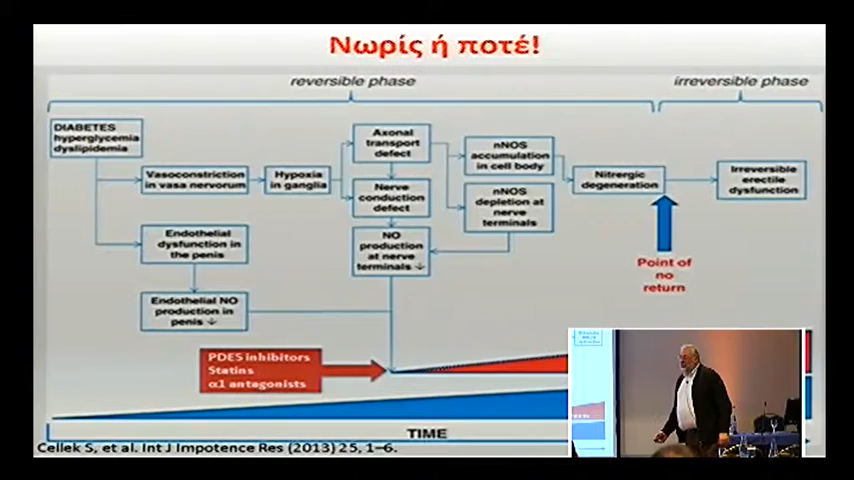 Νωρίς ή ποτέ!
reversible phase
irreversible phase
DIABETES
hyperglycemia
dyslipidemia
Vasoconstriction
in vasa nervorum
Hypoxia
in ganglia
Axonal
transport
defect
Nerve
conduction
defect
NO
production
at nerve
terminals ↓
nNOS
accumulation
in cell body
nNOS
depletion at
nerve
terminals
Nitrergic
degeneration
Irreversible
erectile
dysfunction
Endothelial
dysfunction in
the penis
Endothelial NO
production in
penis ↓
Point of
no
return
PDE5 inhibitors
Statins
α1 antagonists
TIME
Cellek S, et al. Int J Impotence Res (2013) 25, 1–6.